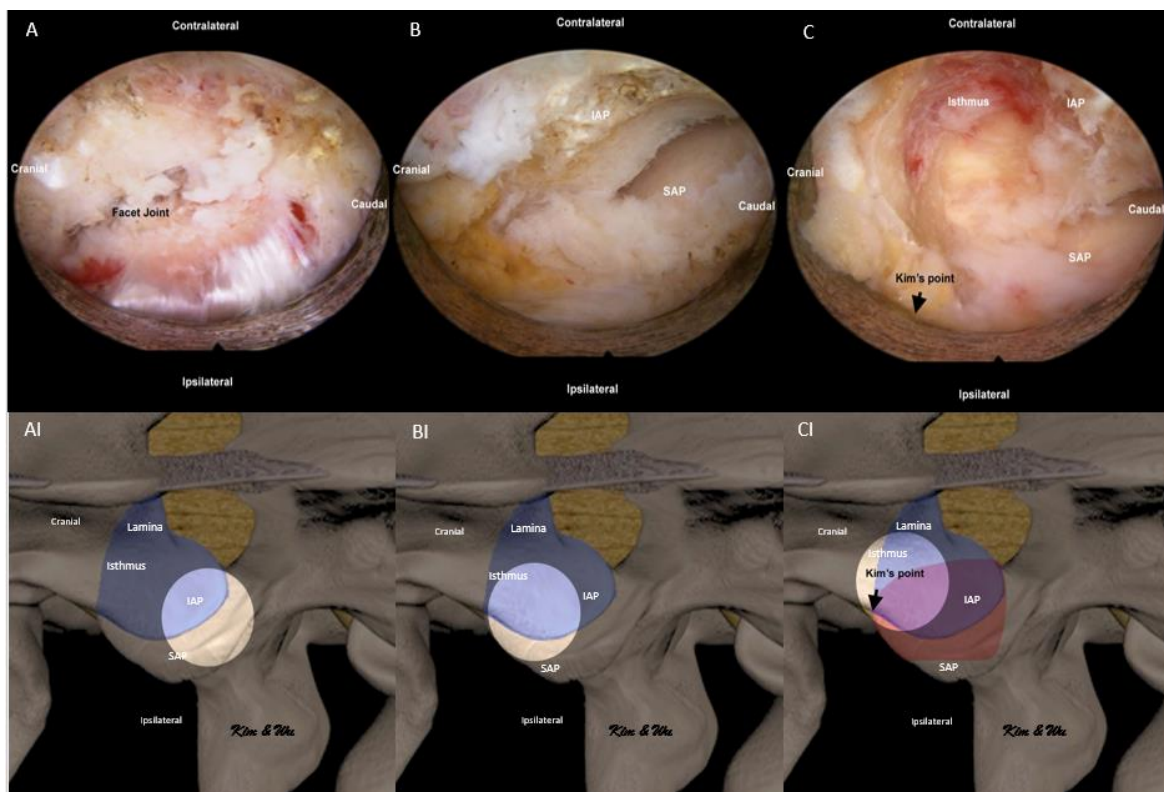 A
Contralateral
Cranial
Facet Joint
Caudal
Ipsilateral
B
Contralateral
IAP
Cranial
SAP
Caudal
Ipsilateral
C
Contralateral
Isthmus
IAP
Cranial
Caudal
SAP
Kim's point
Ipsilateral
AI
Cranial
Lamina
Isthmus
IAP
SAP
Ipsilateral
Kim & Wu
BI
Cranial
Lamina
Isthmus
IAP
SAP
Ipsilateral
Kim & Wu
CI
Cranial
Lamina
Isthmus
Kim's point
IAP
SAP
Ipsilateral
Kim & Wu